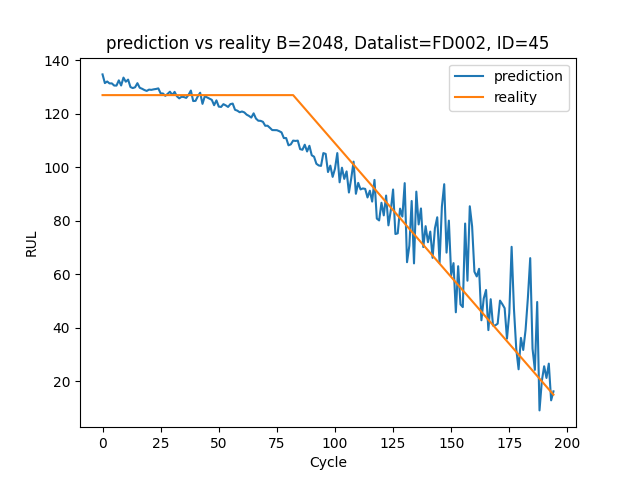 prediction vs reality B=2048, Datalist=FD002, ID=45
140
120
100
80
60
40
20
RUL
prediction
reality
0 25 50 75 100 125 150 175 200
Cycle